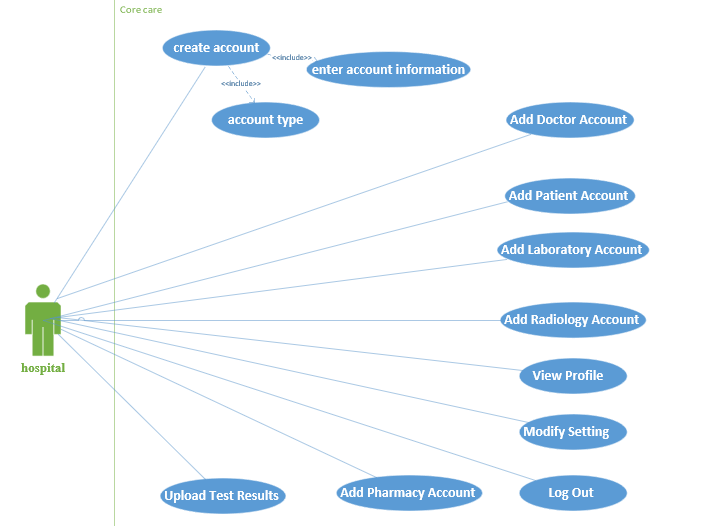 Core care
create account
<<include>>
enter account information
<<include>>
account type
Add Doctor Account
Add Patient Account
Add Laboratory Account
Add Radiology Account
hospital
View Profile
Modify Setting
Upload Test Results
Add Pharmacy Account
Log Out